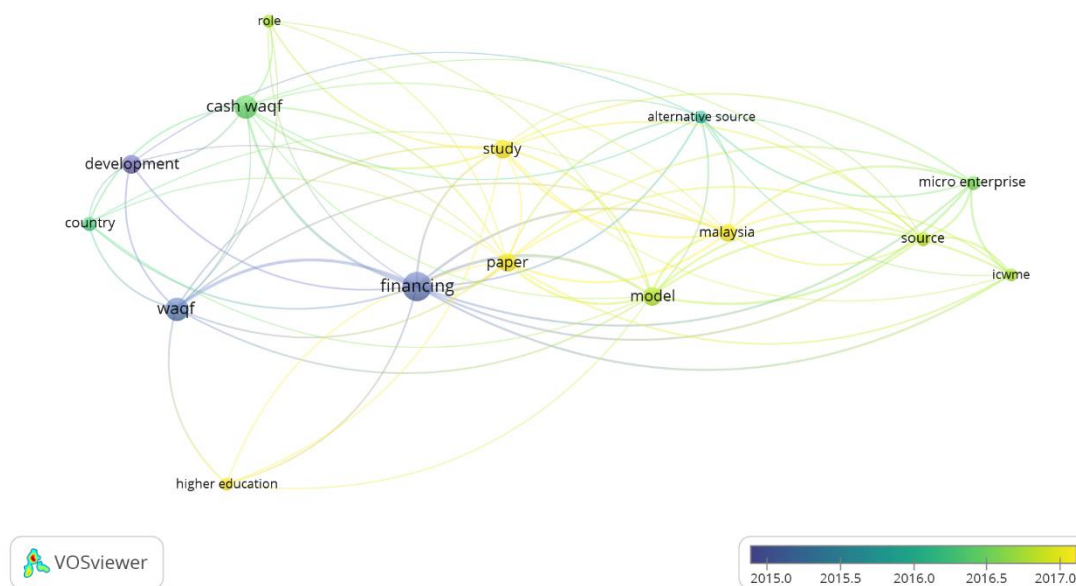 role
cash waqf
alternative source
study
development
micro enterprise
country
malaysia
source
paper
icwme
financing
model
waqf
higher education
VOSviewer
2015.0 2015.5 2016.0 2016.5 2017.0